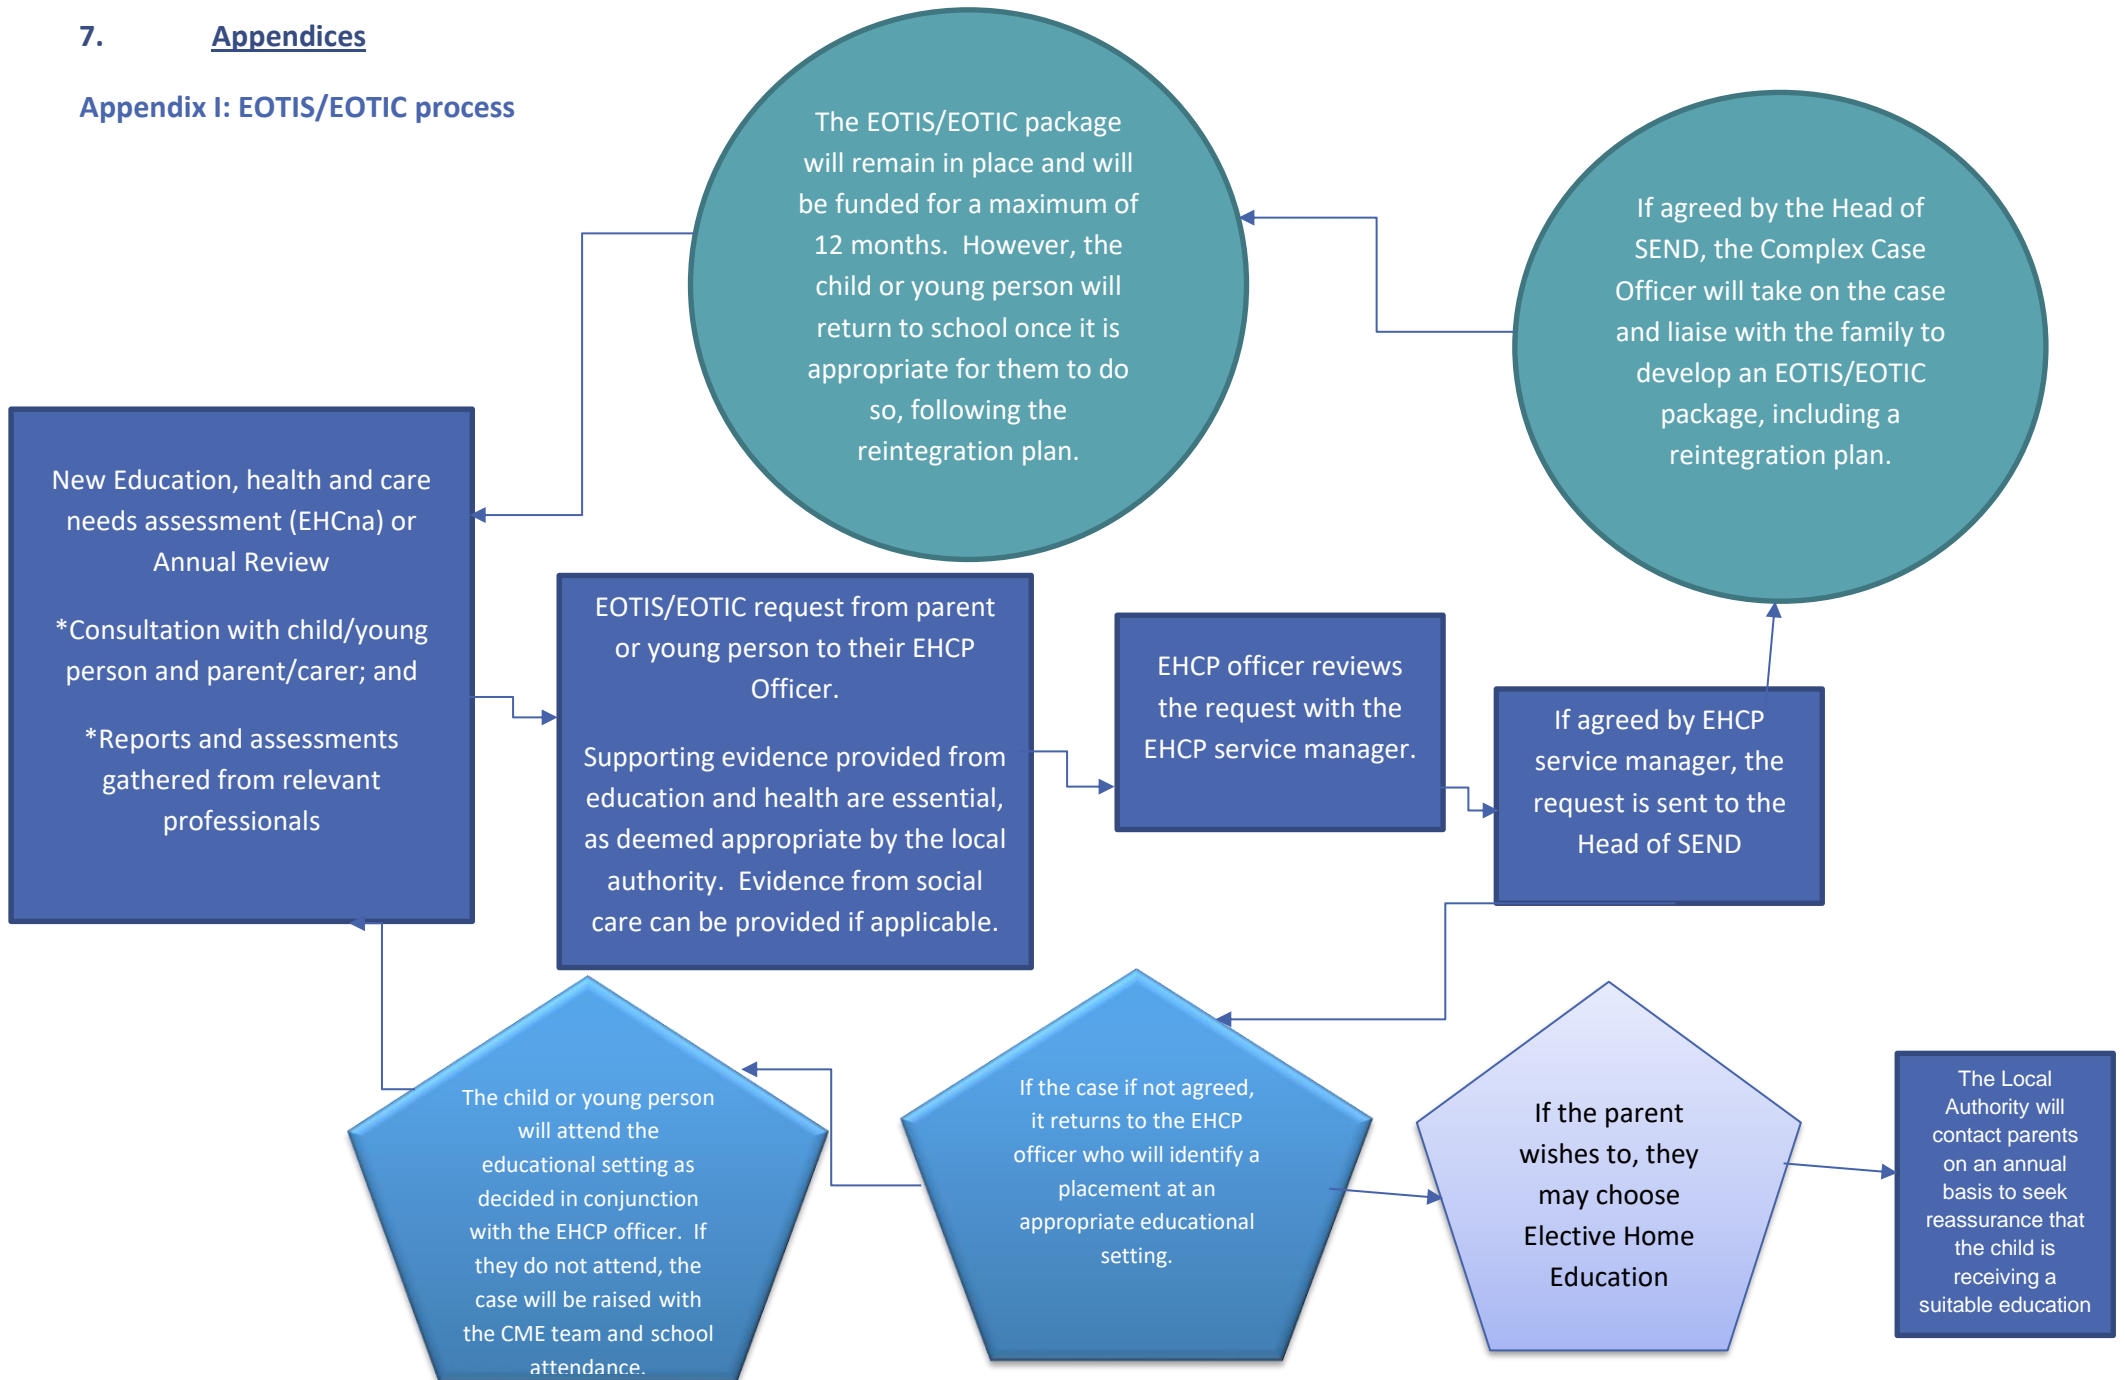 7. Appendices
Appendix I: EOTIS/EOTIC process
The EOTIS/EOTIC package
will remain in place and will
be funded for a maximum of
12 months. However, the
child or young person will
return to school once it is
appropriate for them to do
so, following the
reintegration plan.
If agreed by the Head of
SEND, the Complex Case
Officer will take on the case
and liaise with the family to
develop an EOTIS/EOTIC
package, including a
reintegration plan.
New Education, health and care
needs assessment (EHCna) or
Annual Review
*Consultation with child/young
person and parent/carer; and
*Reports and assessments
gathered from relevant
professionals
EOTIS/EOTIC request from parent
or young person to their EHCP
Officer.
Supporting evidence provided from
education and health are essential,
as deemed appropriate by the local
authority. Evidence from social
care can be provided if applicable.
EHCP officer reviews
the request with the
EHCP service manager.
If agreed by EHCP
service manager, the
request is sent to the
Head of SEND
The child or young person
will attend the
educational setting as
decided in conjunction
with the EHCP officer. If
they do not attend, the
case will be raised with
the CME team and school
attendance.
If the case if not agreed,
it returns to the EHCP
officer who will identify a
placement at an
appropriate educational
setting.
If the parent
wishes to, they
may choose
Elective Home
Education
The Local
Authority will
contact parents
on an annual
basis to seek
reassurance that
the child is
receiving a
suitable education